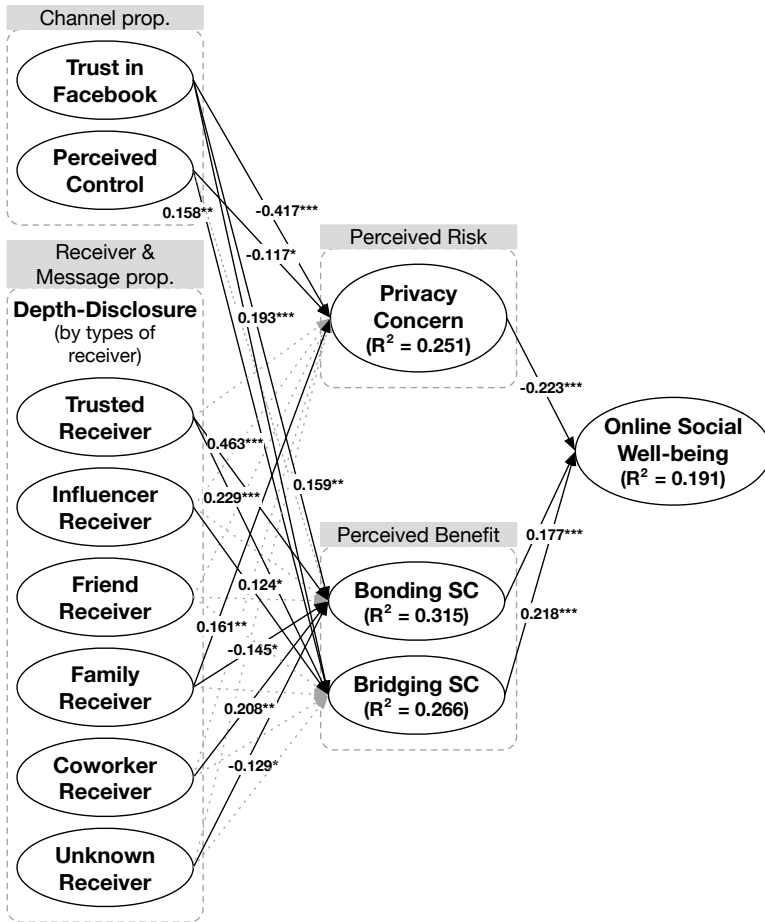 Channel prop.
Trust in
Facebook
Perceived
Control
0.158**
-0.417***
-0.117*
Receiver &
Message prop.
Depth-Disclosure
(by types of
receiver)
Perceived Risk
Privacy
Concern
(R² = 0.251)
0.193***
-0.223***
Trusted
Receiver
0.463***
Online Social
Well-being
(R² = 0.191)
Influencer
Receiver
0.229***
0.159**
Perceived Benefit
0.177***
Friend
Receiver
0.124*
Bonding SC
(R² = 0.315)
0.218***
0.161**
-0.145*
Family
Receiver
Bridging SC
(R² = 0.266)
0.208**
Coworker
Receiver
-0.129*
Unknown
Receiver